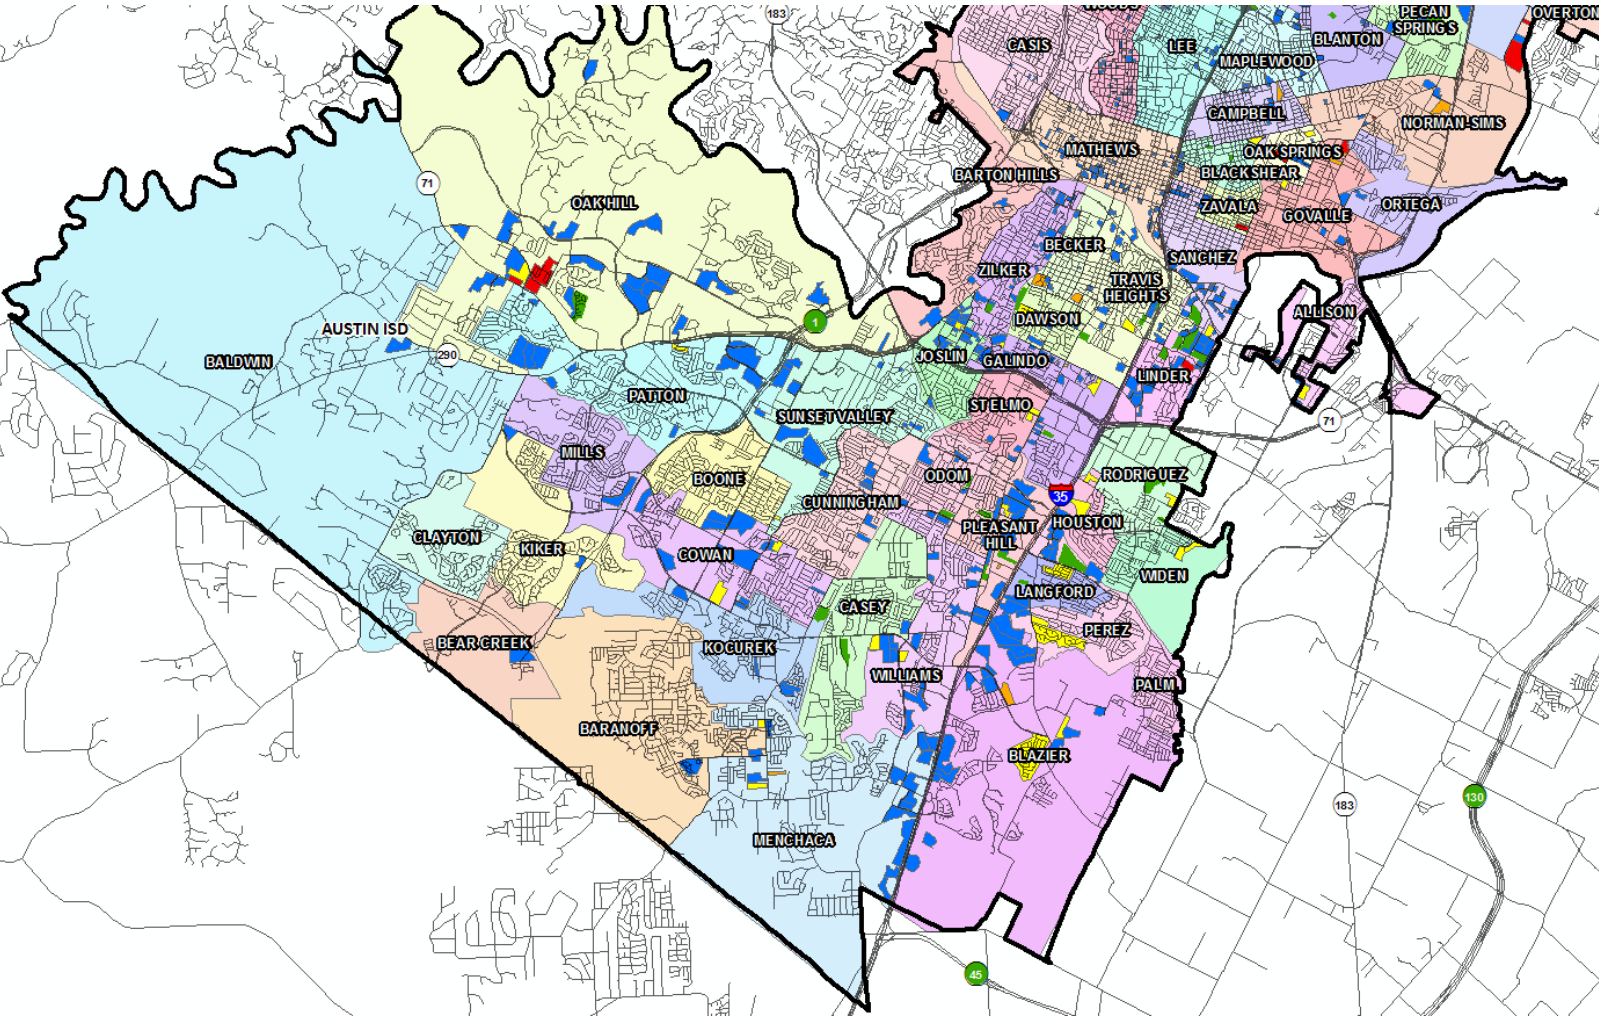 183
WOODS
PECAN
SPRINGS
OVERTON
CASIS
LEE
BLANTON
MAPLEWOOD
CAMPBELL
NORMAN-SIMS
MATHEWS
OAK SPRINGS
BARTON HILLS
BLACKSHEAR
71
OAK HILL
ZAVALA
GOVALLE
ORTEGA
BECKER
SANCHEZ
ZILKER
TRAVIS
HEIGHTS
ALLISON
1
DAWSON
AUSTIN ISD
290
BALDWIN
JOSLIN
GALINDO
LINDER
PATTON
ST ELMO
SUNSET VALLEY
71
MILLS
BOONE
ODOM
RODRIGUEZ
35
CUNNINGHAM
CLAYTON
PLEASANT
HILL
HOUSTON
KIKER
COWAN
WIDEN
LANGFORD
CASEY
PEREZ
BEAR CREEK
KOCUREK
WILLIAMS
PALM
BARANOFF
BLAZIER
183
130
MENCHACA
45